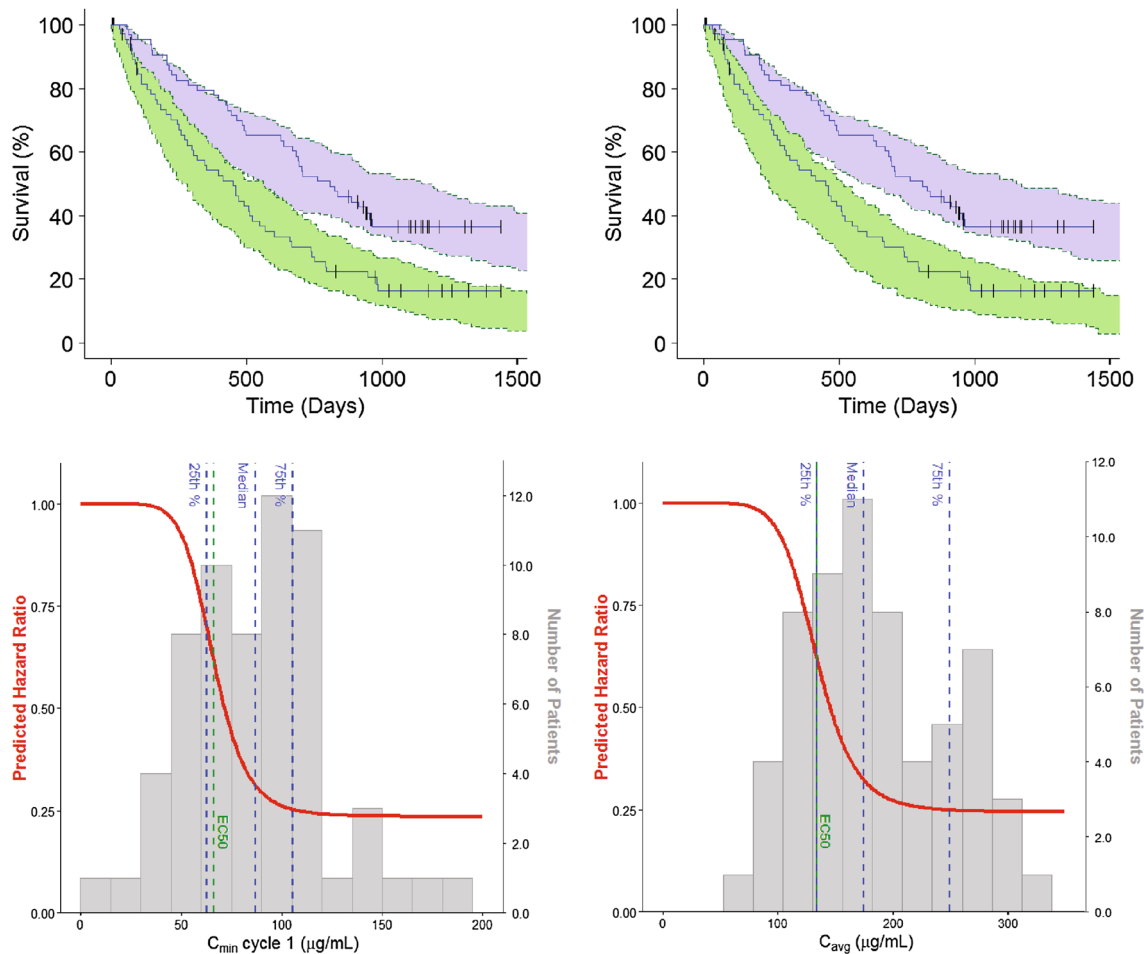 100
80
60
40
20
0
Survival (%)
0
500
1000
1500
Time (Days)
100
80
60
40
20
0
Survival (%)
0
500
1000
1500
Time (Days)
25th %
Median
75th %
EC50
1.00
0.75
0.50
0.25
0.00
Predicted Hazard Ratio
12.0
10.0
8.0
6.0
4.0
2.0
0.0
Number of Patients
0
50
100
150
200
Cmin cycle 1 (µg/mL)
25th %
Median
75th %
EC50
1.00
0.75
0.50
0.25
0.00
Predicted Hazard Ratio
12.0
10.0
8.0
6.0
4.0
2.0
0.0
Number of Patients
0
100
200
300
Cavg (µg/mL)